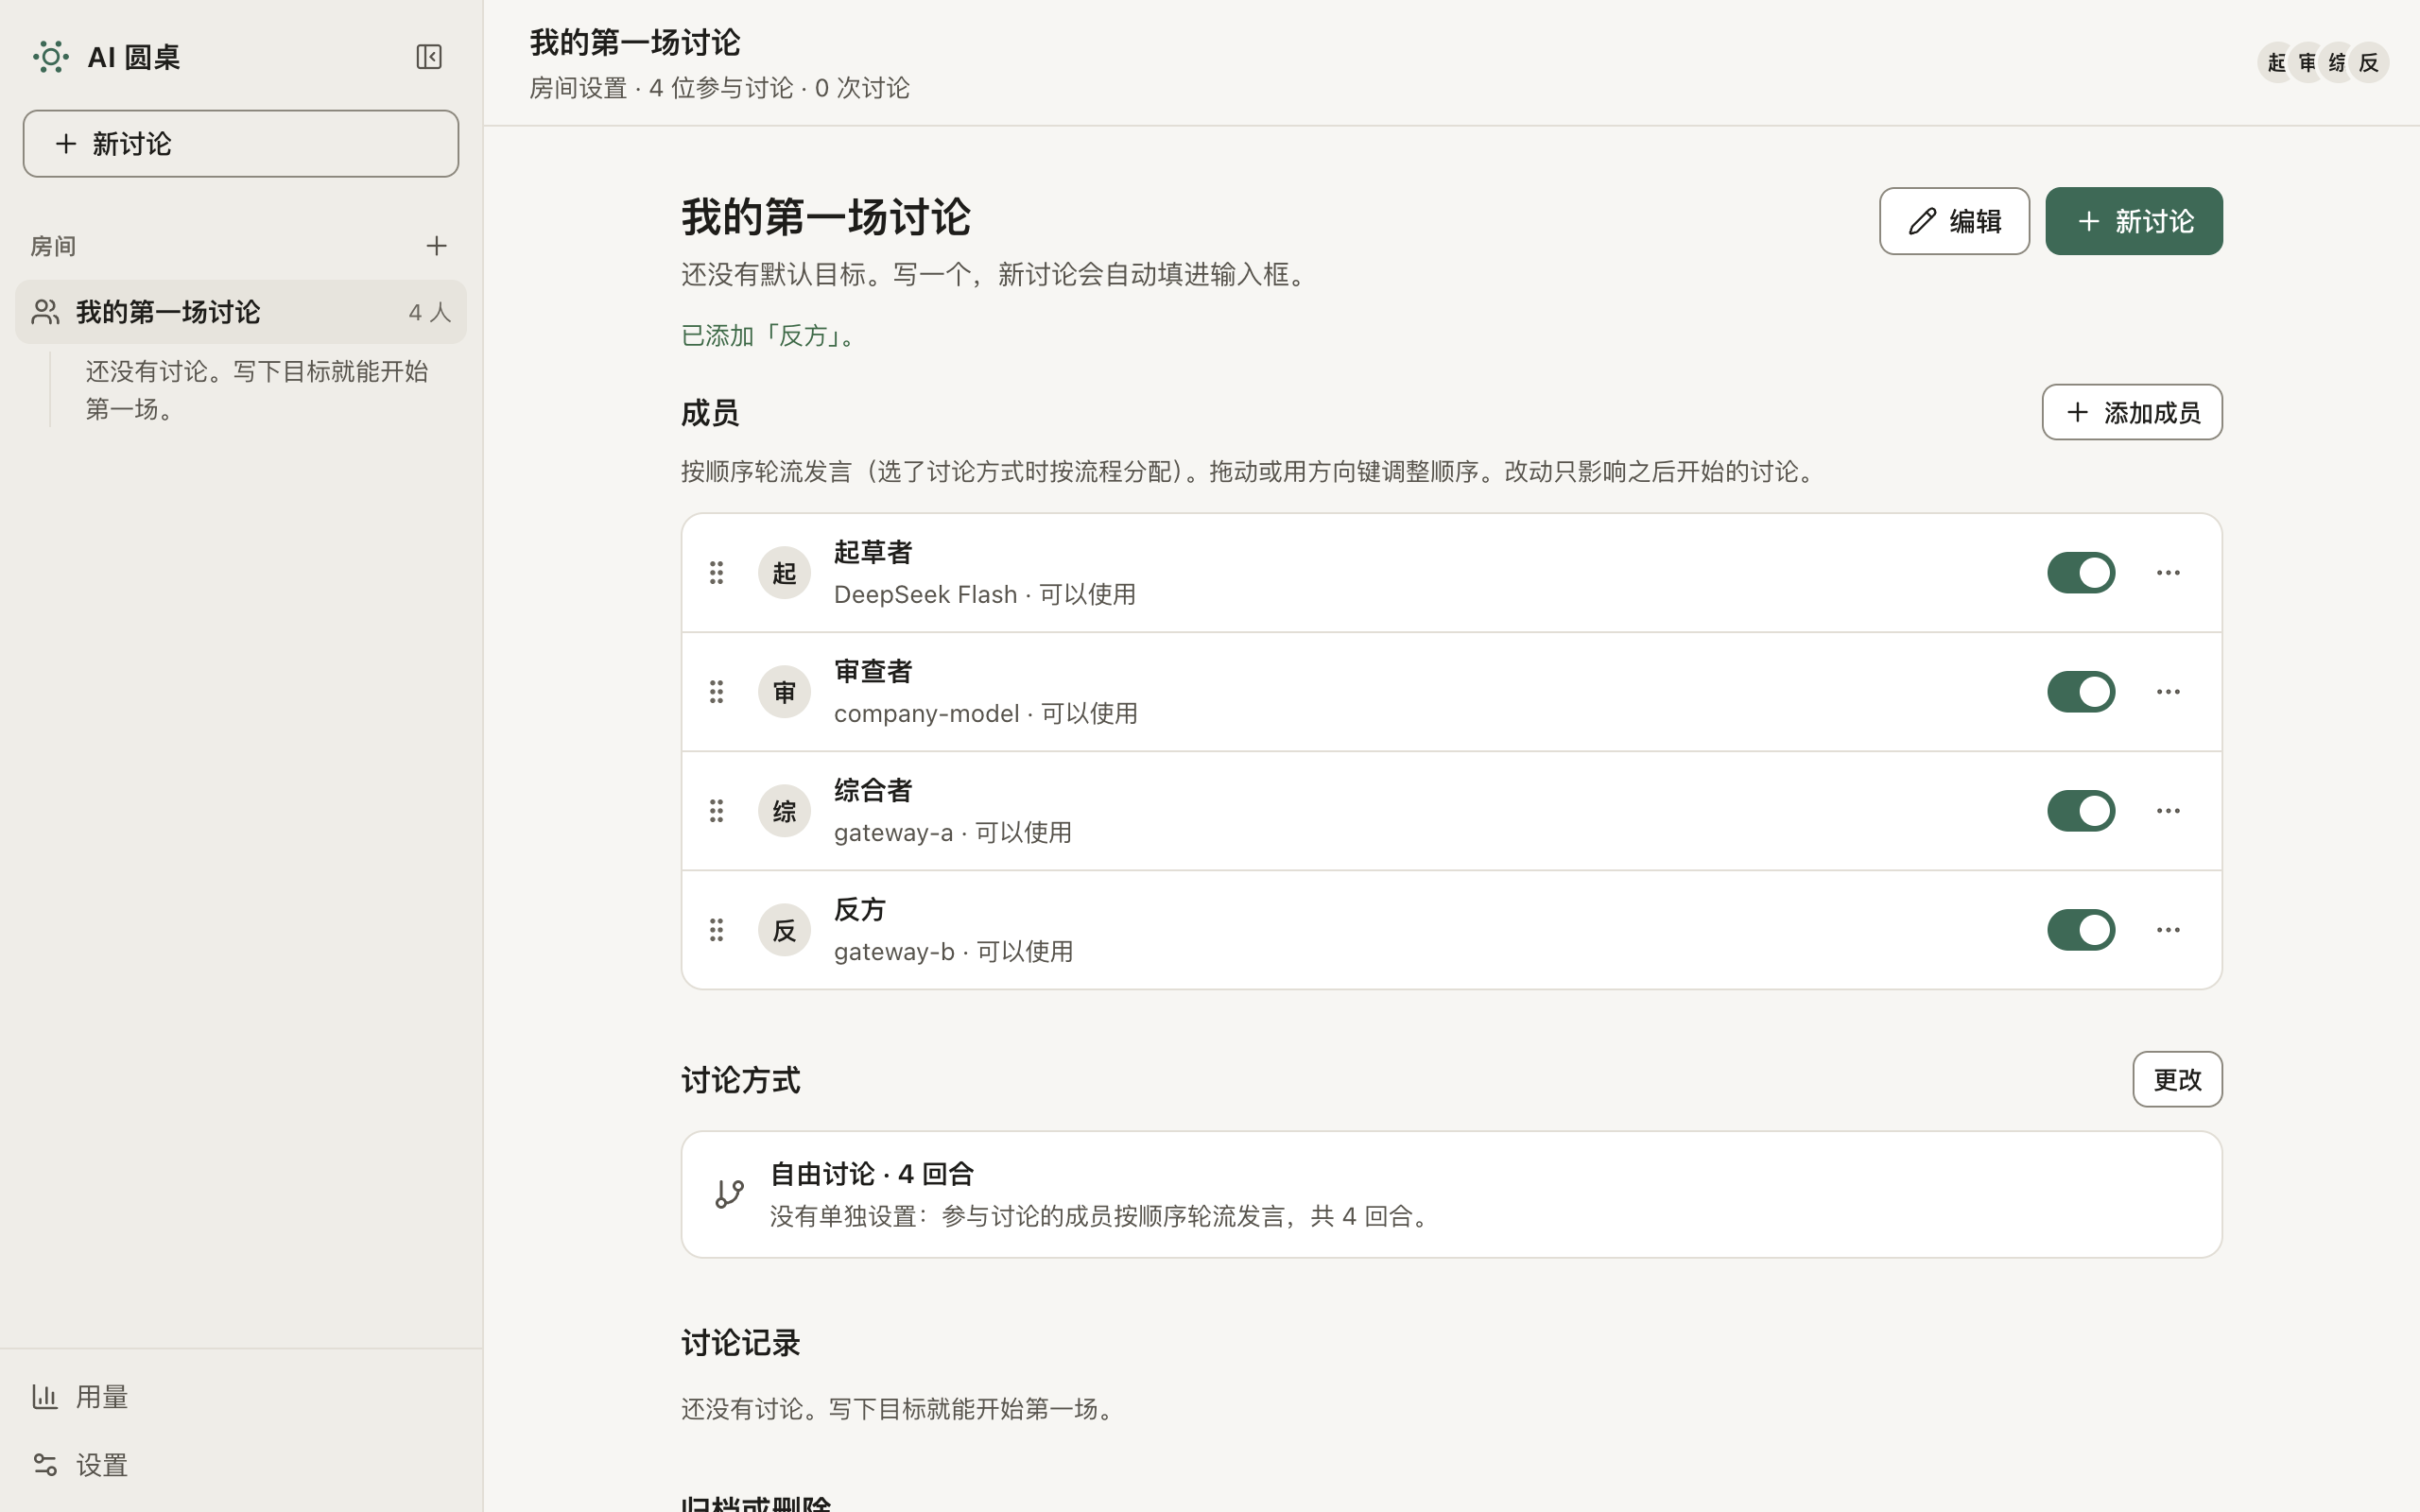 AI 圆桌
新讨论
房间
我的第一场讨论
4 人
还没有讨论。写下目标就能开始
第一场。
用量
设置
我的第一场讨论
房间设置 · 4 位参与讨论 · 0 次讨论
起 审 综 反
我的第一场讨论
编辑
新讨论
还没有默认目标。写一个，新讨论会自动填进输入框。
已添加「反方」。
成员
添加成员
按顺序轮流发言（选了讨论方式时按流程分配）。拖动或用方向键调整顺序。改动只影响之后开始的讨论。
起
起草者
DeepSeek Flash · 可以使用
审
审查者
company-model · 可以使用
综
综合者
gateway-a · 可以使用
反
反方
gateway-b · 可以使用
讨论方式
更改
自由讨论 · 4 回合
没有单独设置：参与讨论的成员按顺序轮流发言，共 4 回合。
讨论记录
还没有讨论。写下目标就能开始第一场。
归档或删除